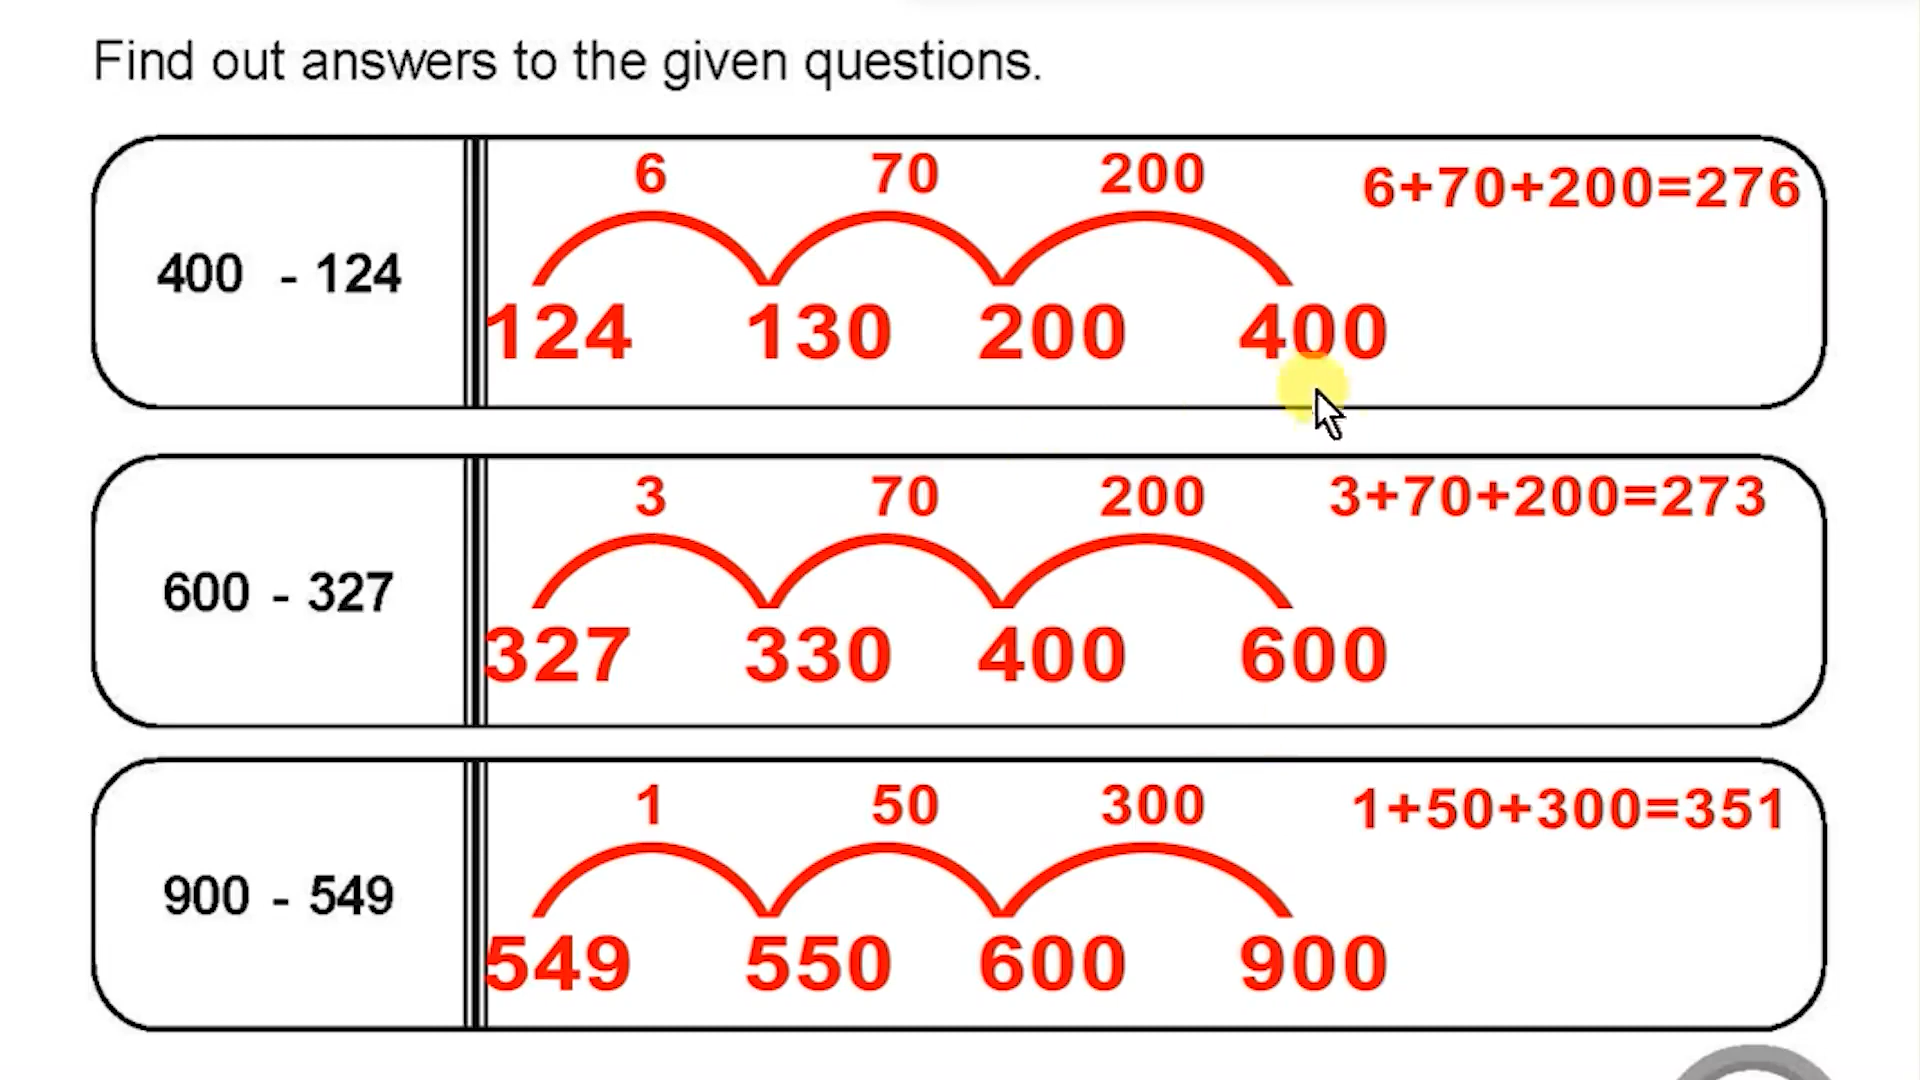 Find out answers to the given questions.
6 70 200 6+70+200=276
400 - 124
124 130 200 400
3 70 200 3+70+200=273
600 - 327
327 330 400 600
1 50 300 1+50+300=351
900 - 549
549 550 600 900